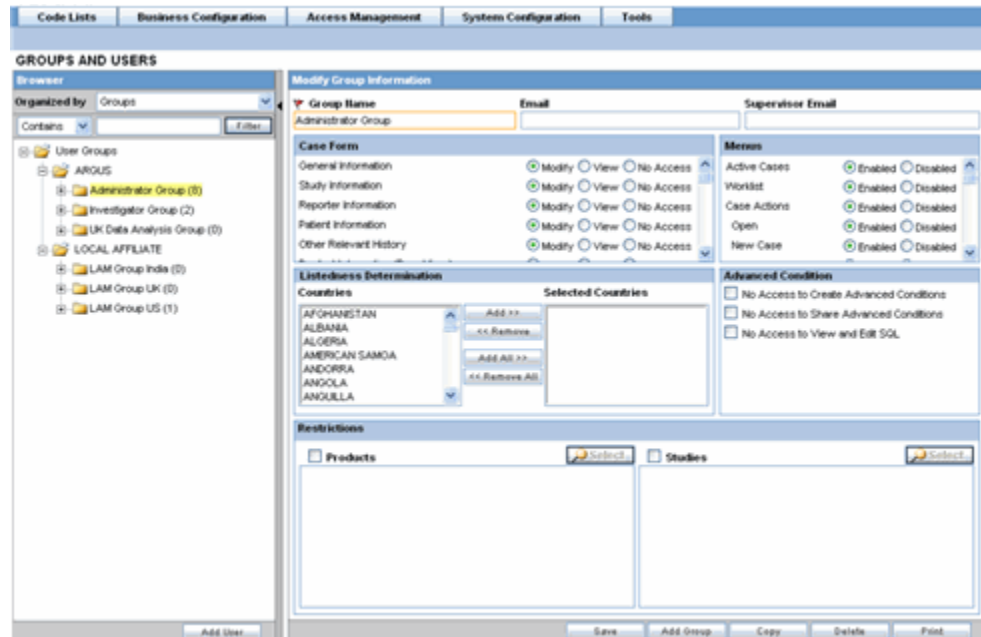 Code Lists Business Configuration Access Management System Configuration Tools
GROUPS AND USERS
Browser
Organized by Groups
Contains Filter
User Groups
ARGUS
Administrator Group (8)
Investigator Group (2)
UK Data Analysis Group (0)
LOCAL AFFILIATE
LAM Group India (0)
LAM Group UK (0)
LAM Group US (1)
Add User
Modify Group Information
Group Name Email Supervisor Email
Administrator Group
Case Form
General Information Modify View No Access
Study Information Modify View No Access
Reporter Information Modify View No Access
Patient Information Modify View No Access
Other Relevant History Modify View No Access
Menus
Active Cases Enabled Disabled
Worklist Enabled Disabled
Case Actions Enabled Disabled
Open Enabled Disabled
New Case Enabled Disabled
Listedness Determination
Countries Selected Countries
AFGHANISTAN
ALBANIA
ALGERIA
AMERICAN SAMOA
ANDORRA
ANGOLA
ANGUILLA
Add >>
<< Remove
Add All >>
<< Remove All
Advanced Condition
No Access to Create Advanced Conditions
No Access to Share Advanced Conditions
No Access to View and Edit SQL
Restrictions
Products Select... Studies Select...
Save Add Group Copy Delete Print